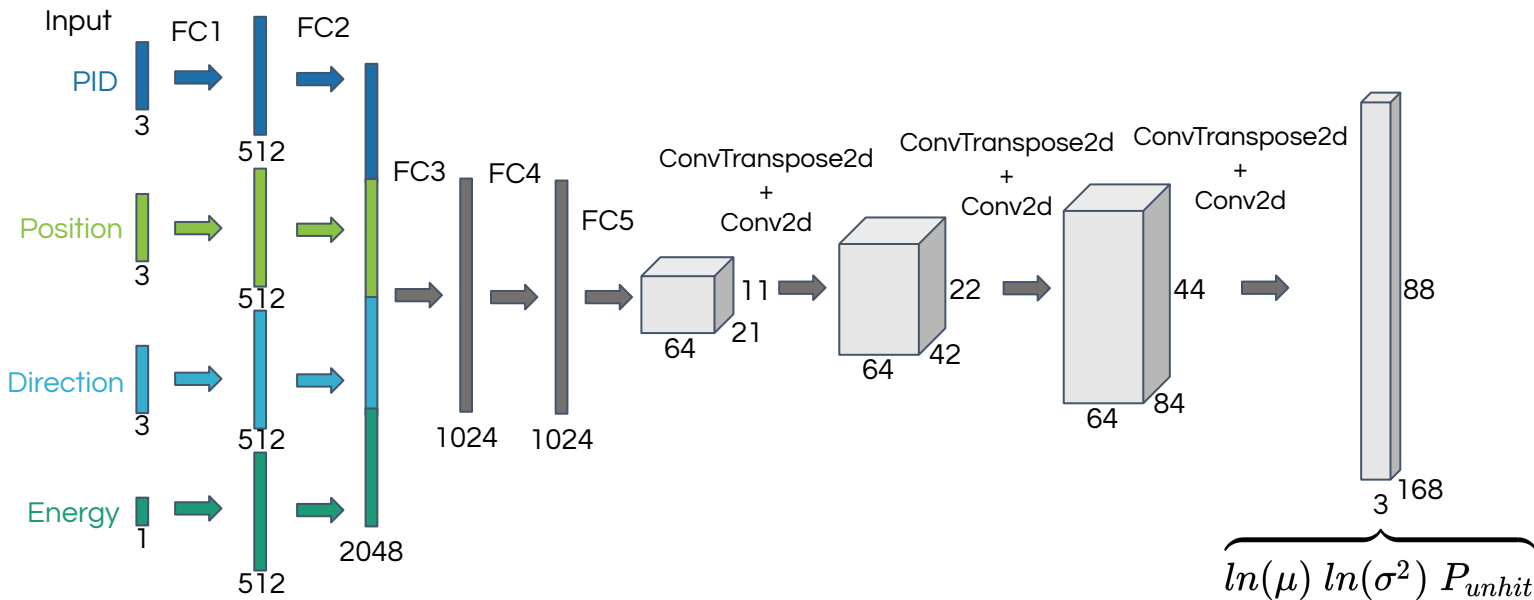 Input
FC1
FC2
PID
3
512
Position
3
512
Direction
3
512
Energy
1
512
2048
FC3
1024
FC4
1024
FC5
64
11
21
ConvTranspose2d
+
Conv2d
64
22
42
ConvTranspose2d
+
Conv2d
64
44
84
ConvTranspose2d
+
Conv2d
88
168
3
ln(μ) ln(σ²) P_unhit